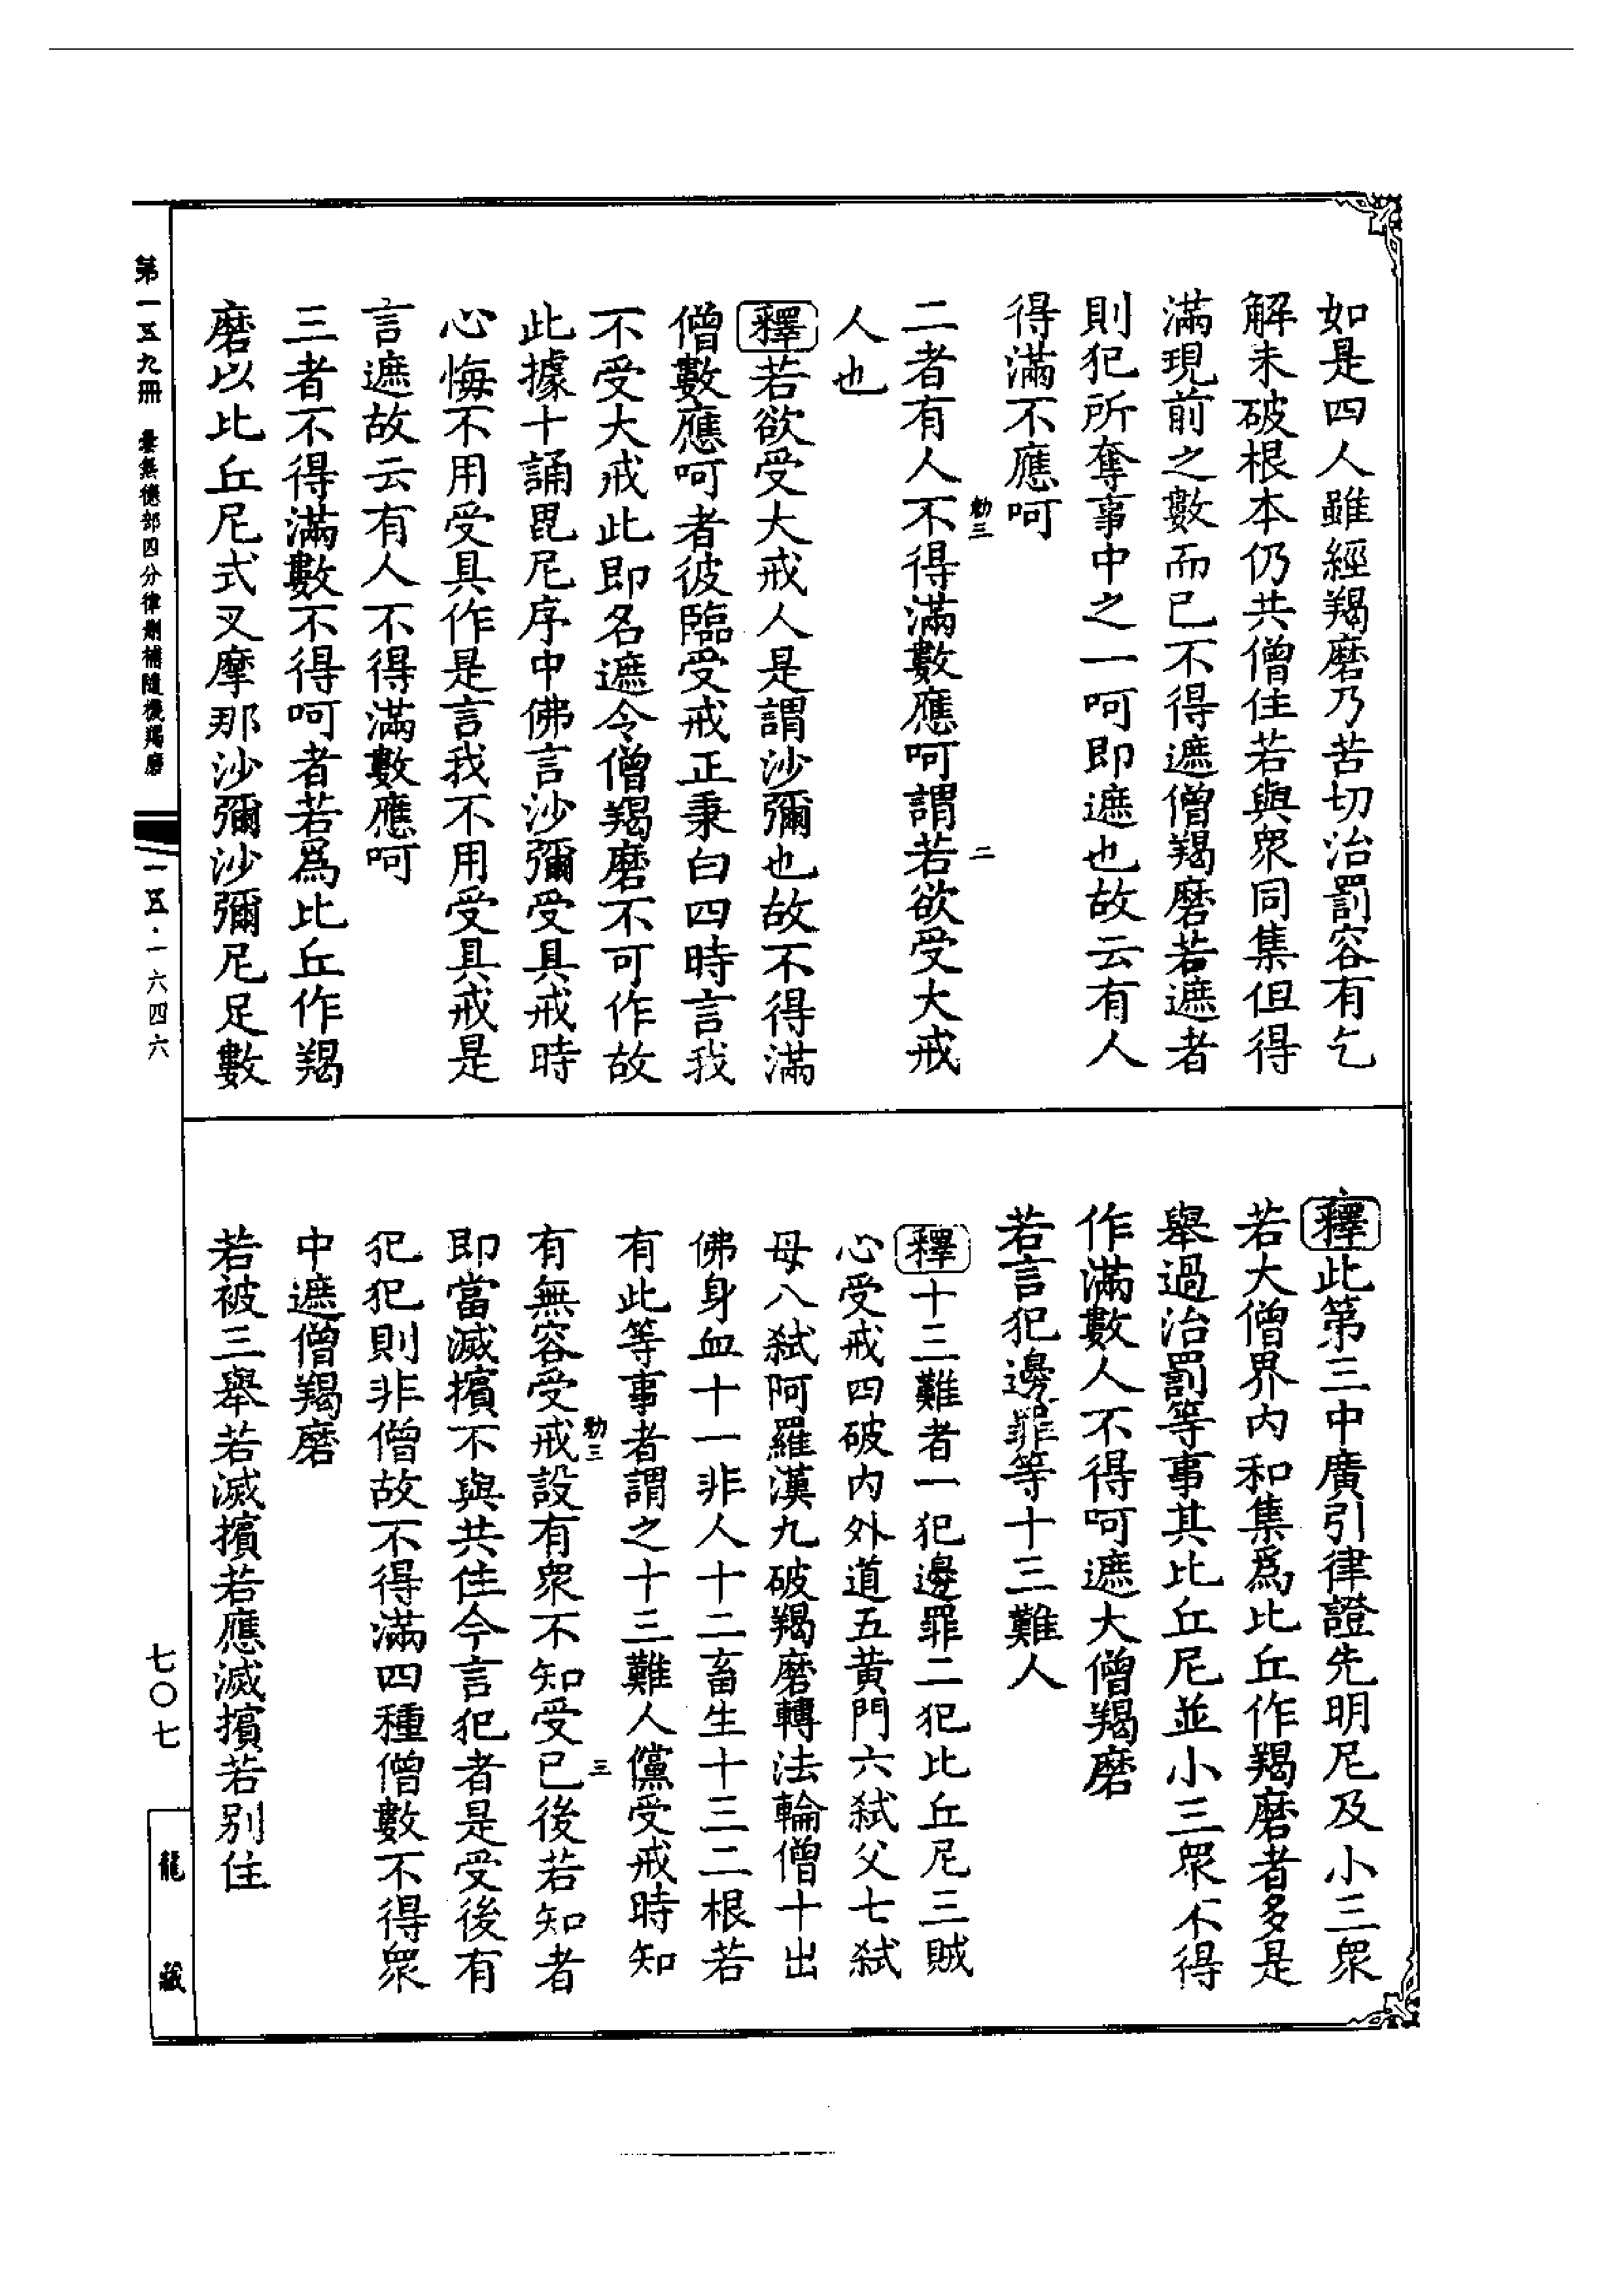 如是四人雖經羯磨乃苦切治罰容有乞
解未破根本仍共僧住若與衆同集但得
滿現前之數而已不得遮僧羯磨若遮者
則犯所奪事中之一呵即遮也故云有人
得滿不應呵
勳三
二
二者有人不得滿數應呵謂若欲受大戒
人也
釋若欲受大戒人是謂沙彌也故不得滿
僧數應呵者彼臨受戒正秉白四時言我
不受大戒此即名遮令僧羯磨不可作故
此據十誦毘尼序中佛言沙彌受具戒時
心悔不用受具作是言我不用受具戒是
言遮故云有人不得滿數應呵
三者不得滿數不得呵者若爲比丘作羯
磨以比丘尼式叉摩那沙彌沙彌尼足數
釋此第三中廣引律證先明尼及小三衆
若大僧界內和集爲比丘作羯磨者多是
舉過治罰等事其比丘尼並小三衆不得
作滿數人不得呵遮大僧羯磨
若言犯邊罪等十三難人
釋十三難者一犯邊罪二犯比丘尼三賊
心受戒四破內外道五黃門六弒父七弒
母八弒阿羅漢九破羯磨轉法輪僧十出
佛身血十一非人十二畜生十三二根若
有此等事者謂之十三難人儻受戒時知
勳三
三
有無容受戒設有衆不知受已後若知者
即當滅擯不與共住今言犯者是受後有
犯犯則非僧故不得滿四種僧數不得衆
中遮僧羯磨
若被三舉若滅擯若應滅擯若別住
第一五九冊　曇無德部四分律刪補隨機羯磨
一五·一六四六
七〇七
龍藏